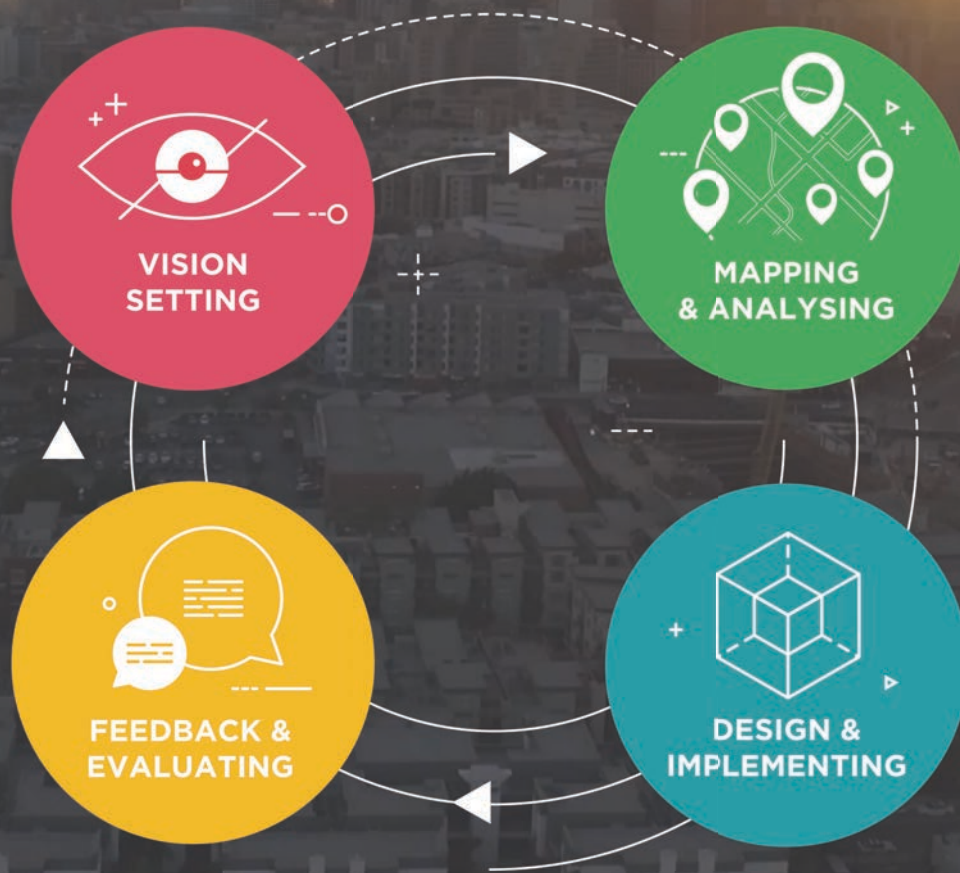 VISION
SETTING
MAPPING
& ANALYSING
FEEDBACK &
EVALUATING
DESIGN &
IMPLEMENTING